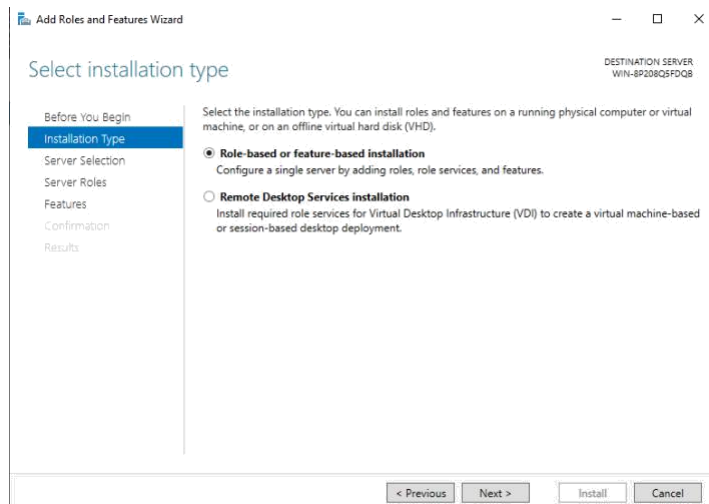 Add Roles and Features Wizard
Select installation type
DESTINATION SERVER
WIN-8P208Q5FDQB
Before You Begin
Installation Type
Server Selection
Server Roles
Features
Confirmation
Results
Select the installation type. You can install roles and features on a running physical computer or virtual
machine, or on an offline virtual hard disk (VHD).
Role-based or feature-based installation
Configure a single server by adding roles, role services, and features.
Remote Desktop Services installation
Install required role services for Virtual Desktop Infrastructure (VDI) to create a virtual machine-based
or session-based desktop deployment.
< Previous
Next >
Install
Cancel